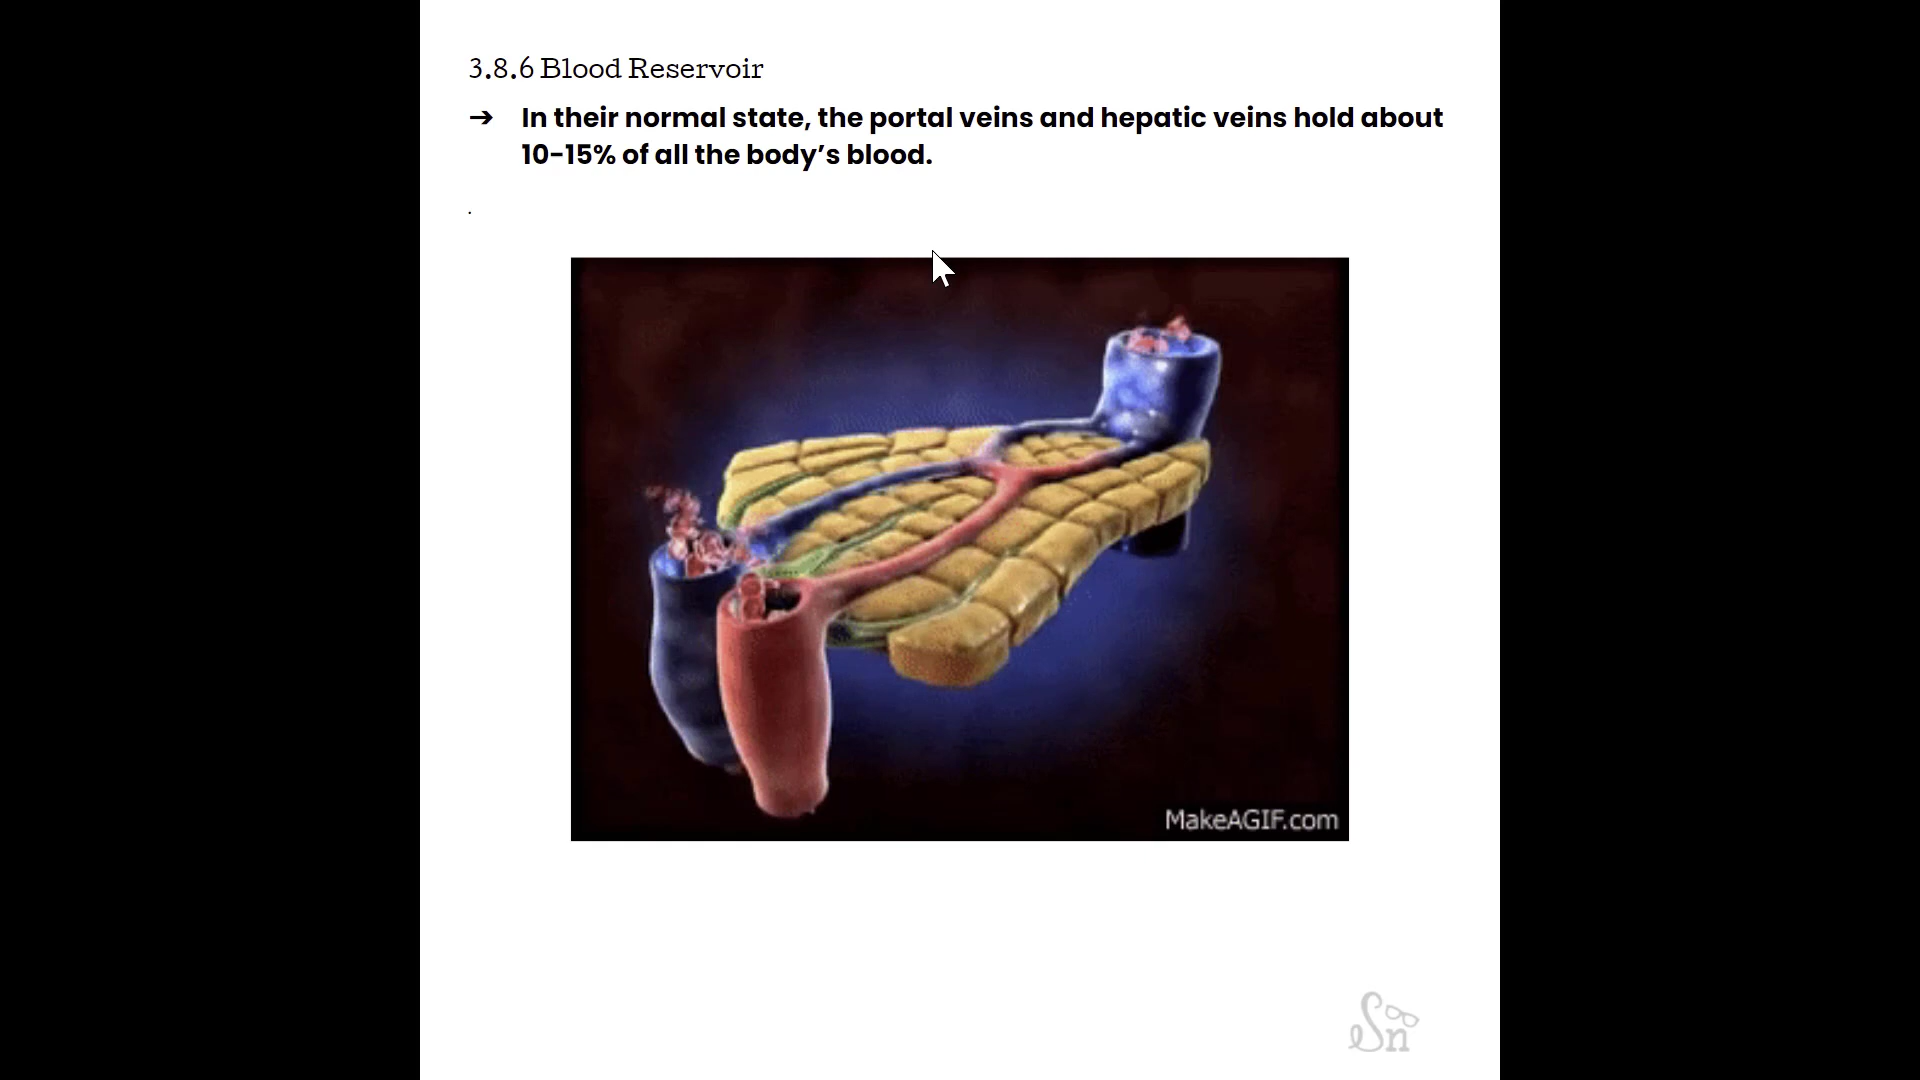 3.8.6 Blood Reservoir
➔ In their normal state, the portal veins and hepatic veins hold about
10-15% of all the body’s blood.
.
MakeAGIF.com
eSn